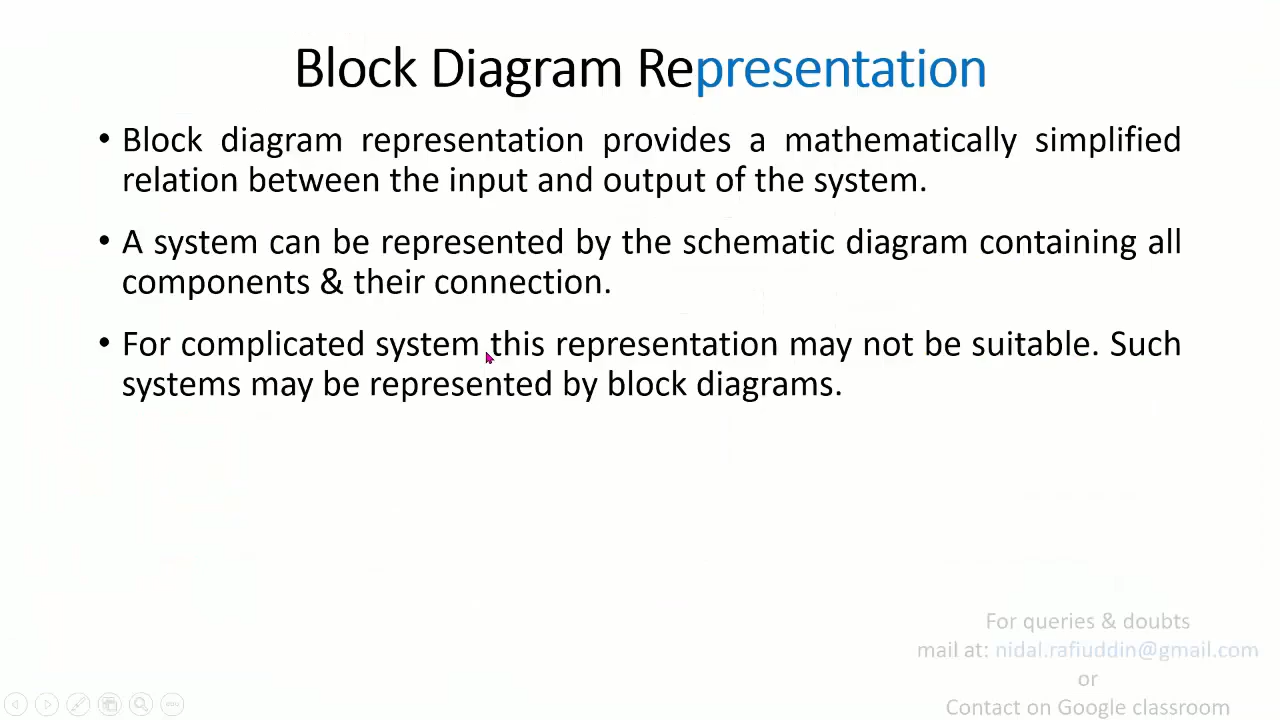 Block Diagram Representation
• Block diagram representation provides a mathematically simplified
relation between the input and output of the system.
• A system can be represented by the schematic diagram containing all
components & their connection.
• For complicated system this representation may not be suitable. Such
systems may be represented by block diagrams.
For queries & doubts
mail at: nidal.rafiuddin@gmail.com
or
Contact on Google classroom